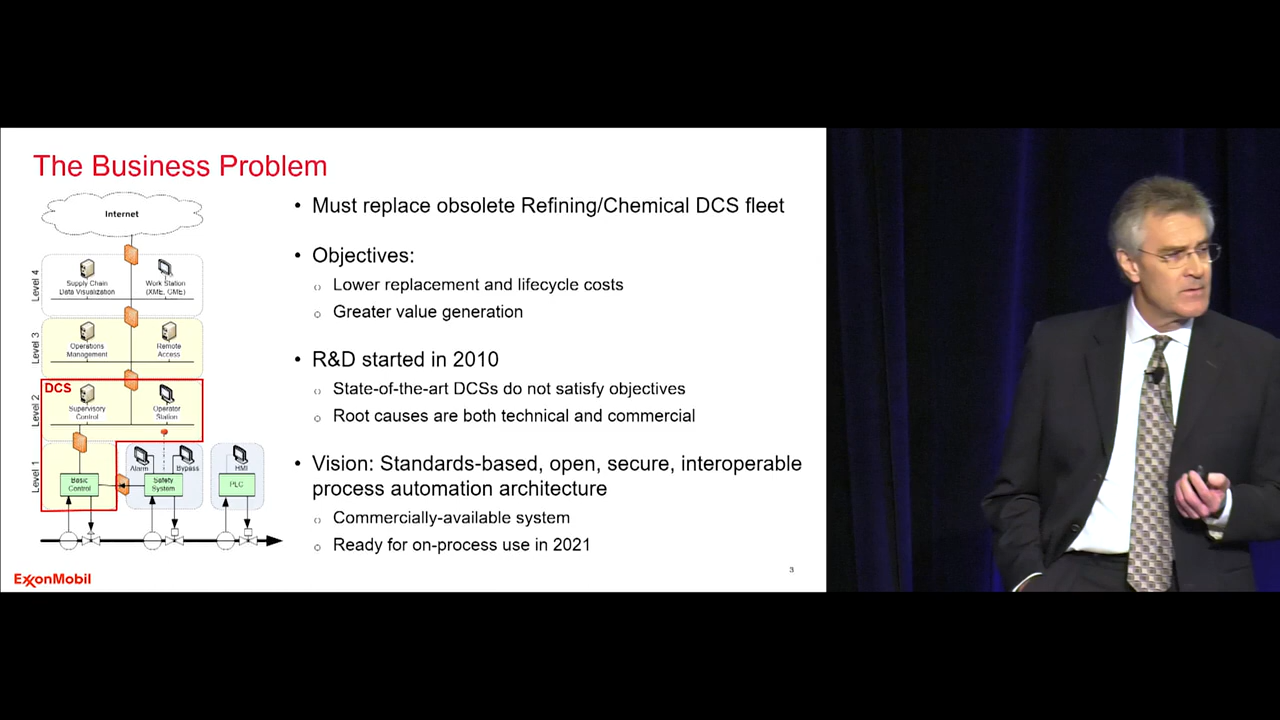 The Business Problem
Internet
Level 4
Supply Chain
Data Visualization
Work Station
(XME, GME)
Level 3
Operations
Management
Remote
Access
DCS
Level 2
Supervisory
Control
Operator
Station
Level 1
Alarm
Bypass
HMI
Basic
Control
Safety
System
PLC
• Must replace obsolete Refining/Chemical DCS fleet
• Objectives:
o Lower replacement and lifecycle costs
o Greater value generation
• R&D started in 2010
o State-of-the-art DCSs do not satisfy objectives
o Root causes are both technical and commercial
• Vision: Standards-based, open, secure, interoperable
process automation architecture
o Commercially-available system
o Ready for on-process use in 2021
ExxonMobil
3